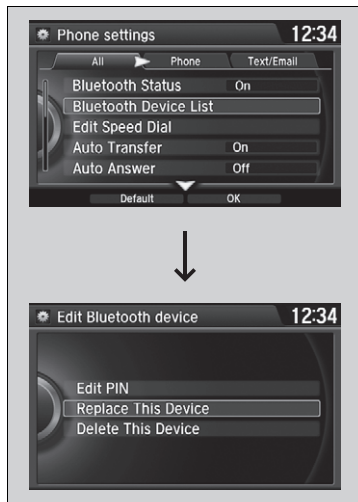 Phone settings 12:34
All Phone Text/Email
Bluetooth Status On
Bluetooth Device List
Edit Speed Dial
Auto Transfer On
Auto Answer Off
Default OK
Edit Bluetooth device 12:34
Edit PIN
Replace This Device
Delete This Device